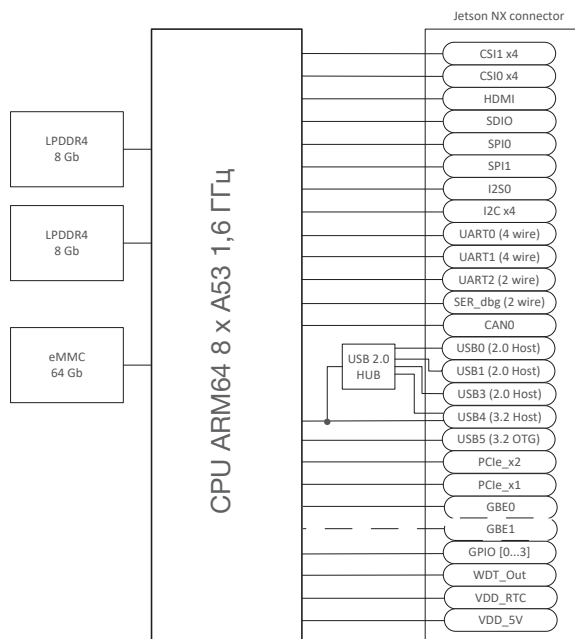 Jetson NX connector
CSI1 x4
CSI0 x4
HDMI
SDIO
SPI0
SPI1
I2S0
I2C x4
UART0 (4 wire)
UART1 (4 wire)
UART2 (2 wire)
SER_dbg (2 wire)
CAN0
USB0 (2.0 Host)
USB1 (2.0 Host)
USB3 (2.0 Host)
USB4 (3.2 Host)
USB5 (3.2 OTG)
PCIe_x2
PCIe_x1
GBE0
GBE1
GPIO [0...3]
WDT_Out
VDD_RTC
VDD_5V
LPDDR4
8 Gb
LPDDR4
8 Gb
eMMC
64 Gb
CPU ARM64 8 x A53 1,6 ГГц
USB 2.0
HUB